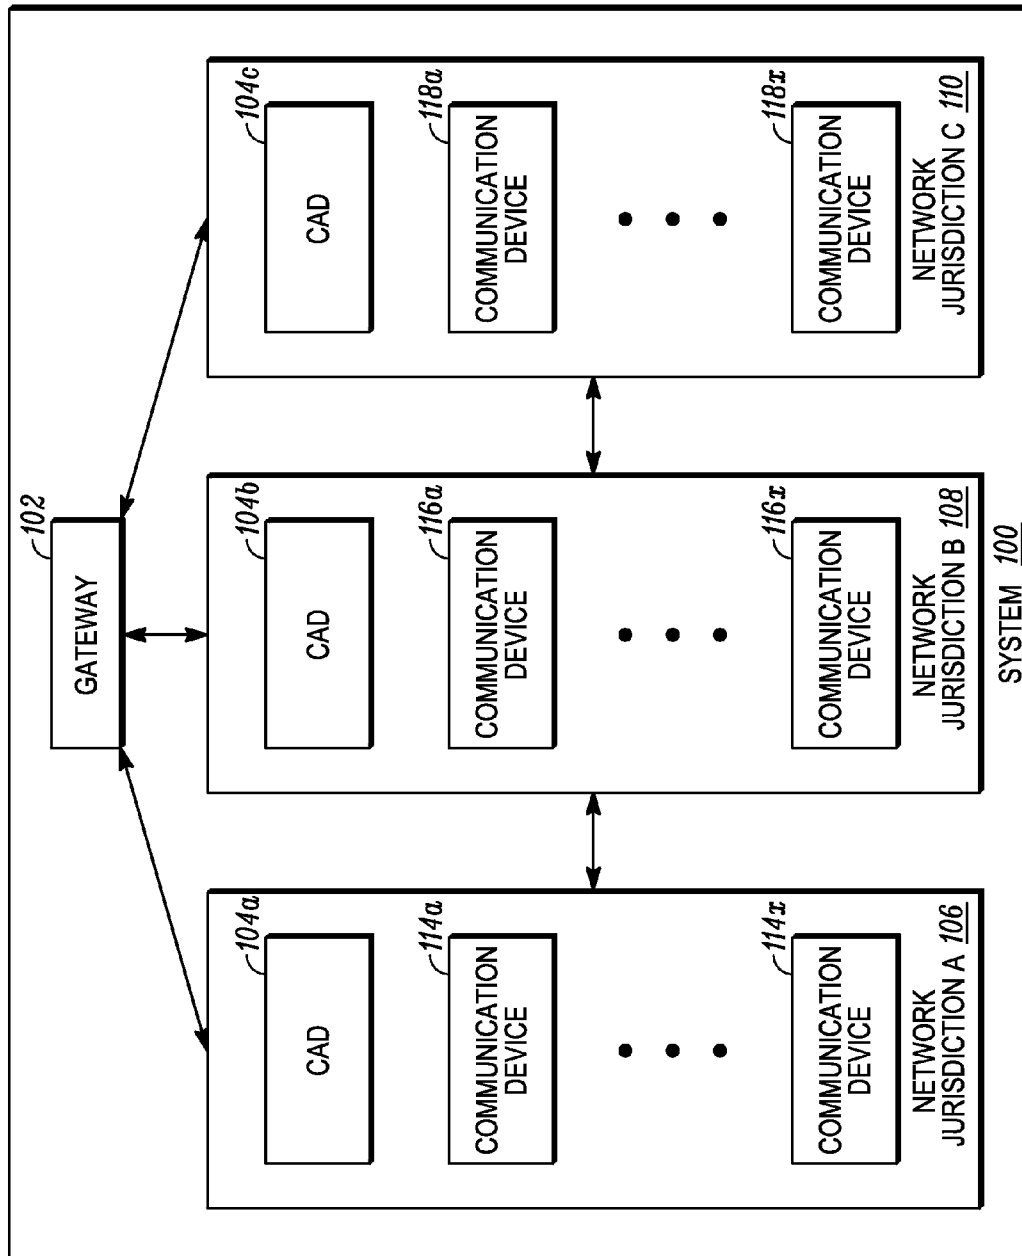 102
GATEWAY
104a
CAD
114a
COMMUNICATION
DEVICE
114x
COMMUNICATION
DEVICE
NETWORK
JURISDICTION A 106
104b
CAD
116a
COMMUNICATION
DEVICE
116x
COMMUNICATION
DEVICE
NETWORK
JURISDICTION B 108
104c
CAD
118a
COMMUNICATION
DEVICE
118x
COMMUNICATION
DEVICE
NETWORK
JURISDICTION C 110
SYSTEM 100